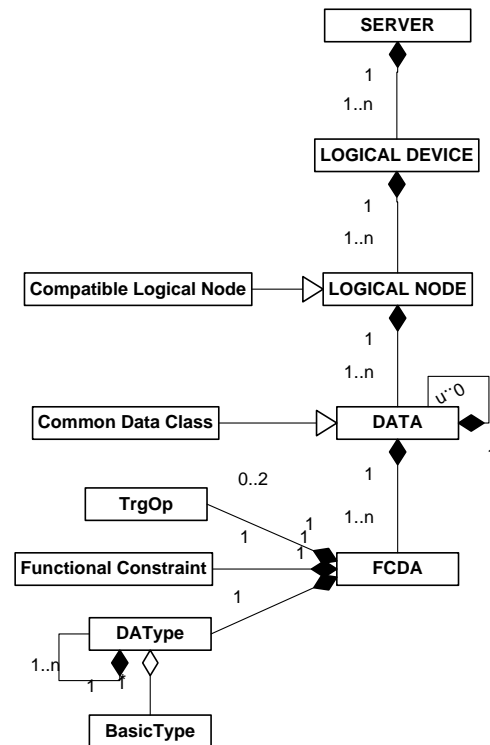 SERVER
1
1..n
LOGICAL DEVICE
1
1..n
Compatible Logical Node
LOGICAL NODE
1
1..n
0..n
Common Data Class
DATA
1
0..2
1..n
TrgOp
1
1
1
1
Functional Constraint
FCDA
1
DAType
1..n
1
*
BasicType